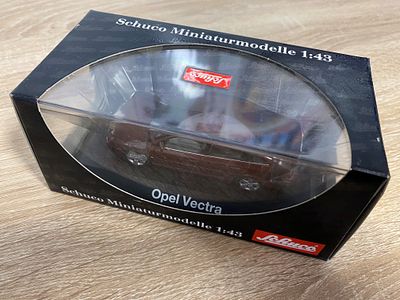 Schuco Miniaturmodelle 1:43
Schuco
Opel Vectra
Schuco Miniaturmodelle 1:43
Schuco